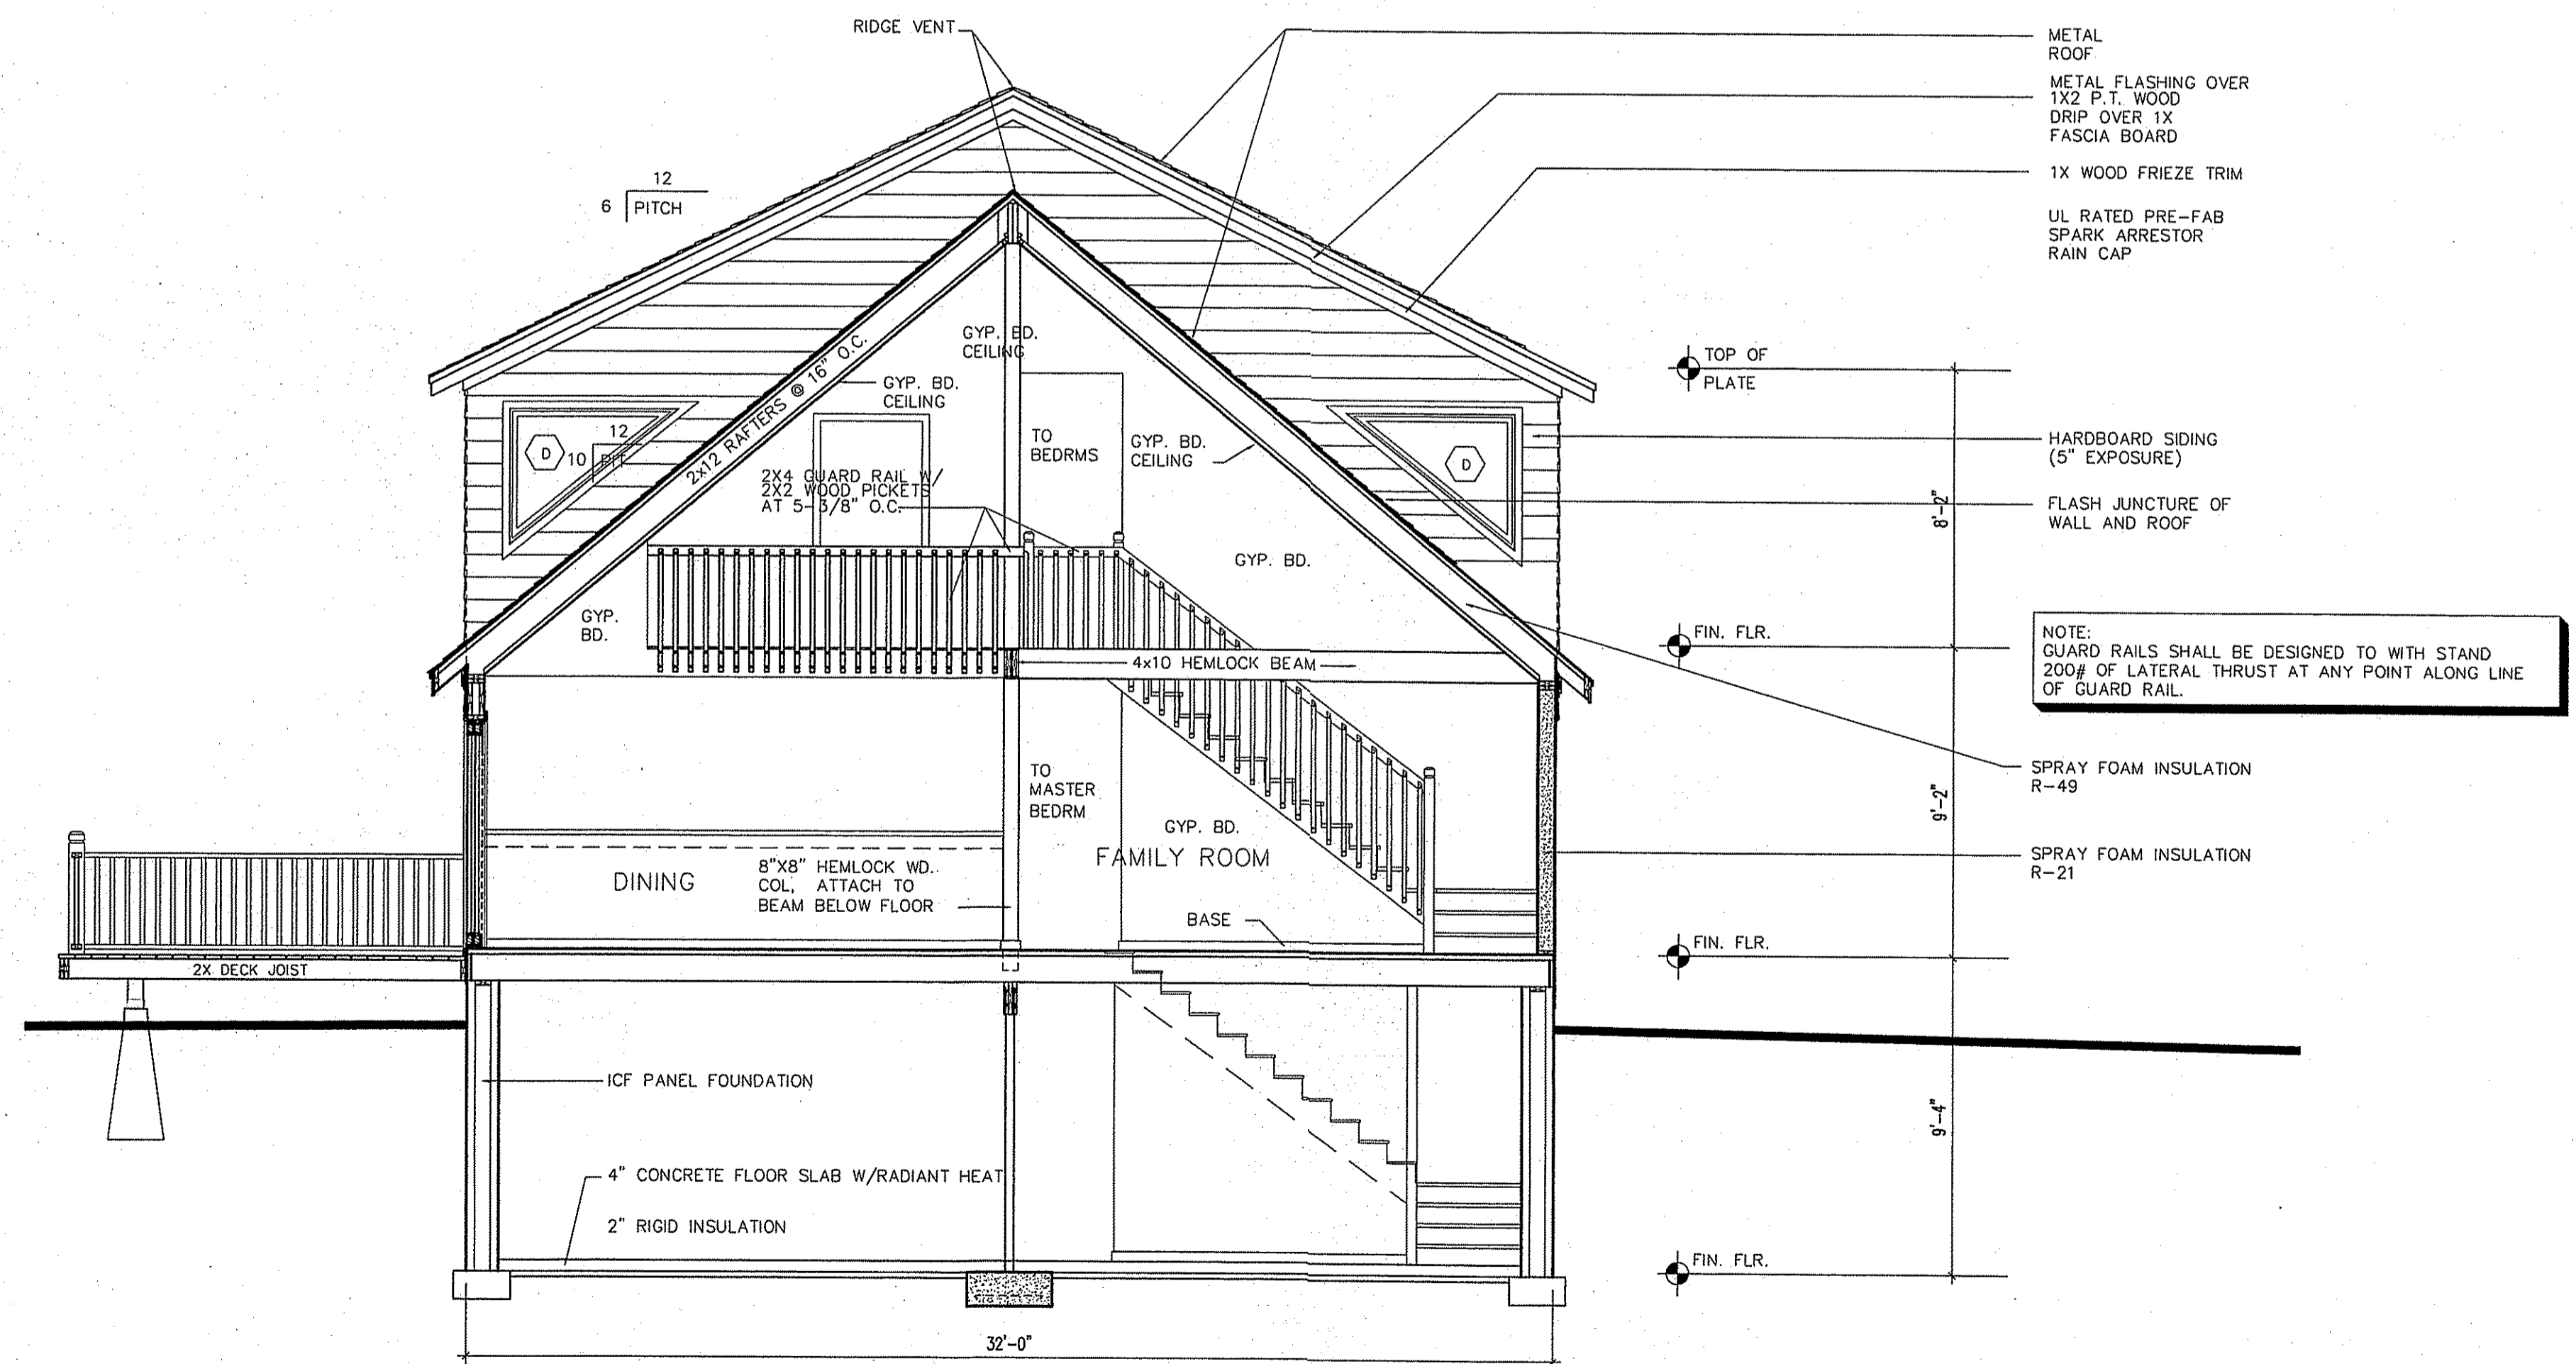 RIDGE VENT
METAL
ROOF
METAL FLASHING OVER
1X2 P.T. WOOD
DRIP OVER 1X
FASCIA BOARD
1X WOOD FRIEZE TRIM
UL RATED PRE-FAB
SPARK ARRESTOR
RAIN CAP
12
6 PITCH
GYP. BD.
CEILING
GYP. BD.
CEILING
2x12 RAFTERS @ 16" O.C.
TOP OF
PLATE
12
10 PIT
D
TO
BEDRMS
GYP. BD.
CEILING
D
HARDBOARD SIDING
(5" EXPOSURE)
2X4 GUARD RAIL W/
2X2 WOOD PICKETS
AT 5-3/8" O.C.
FLASH JUNCTURE OF
WALL AND ROOF
8'-2"
GYP. BD.
GYP.
BD.
FIN. FLR.
NOTE:
GUARD RAILS SHALL BE DESIGNED TO WITH STAND
200# OF LATERAL THRUST AT ANY POINT ALONG LINE
OF GUARD RAIL.
4x10 HEMLOCK BEAM
SPRAY FOAM INSULATION
R-49
TO
MASTER
BEDRM
9'-2"
GYP. BD.
FAMILY ROOM
SPRAY FOAM INSULATION
R-21
DINING
8"X8" HEMLOCK WD.
COL, ATTACH TO
BEAM BELOW FLOOR
BASE
FIN. FLR.
2X DECK JOIST
ICF PANEL FOUNDATION
9'-4"
4" CONCRETE FLOOR SLAB W/RADIANT HEAT
2" RIGID INSULATION
FIN. FLR.
32'-0"